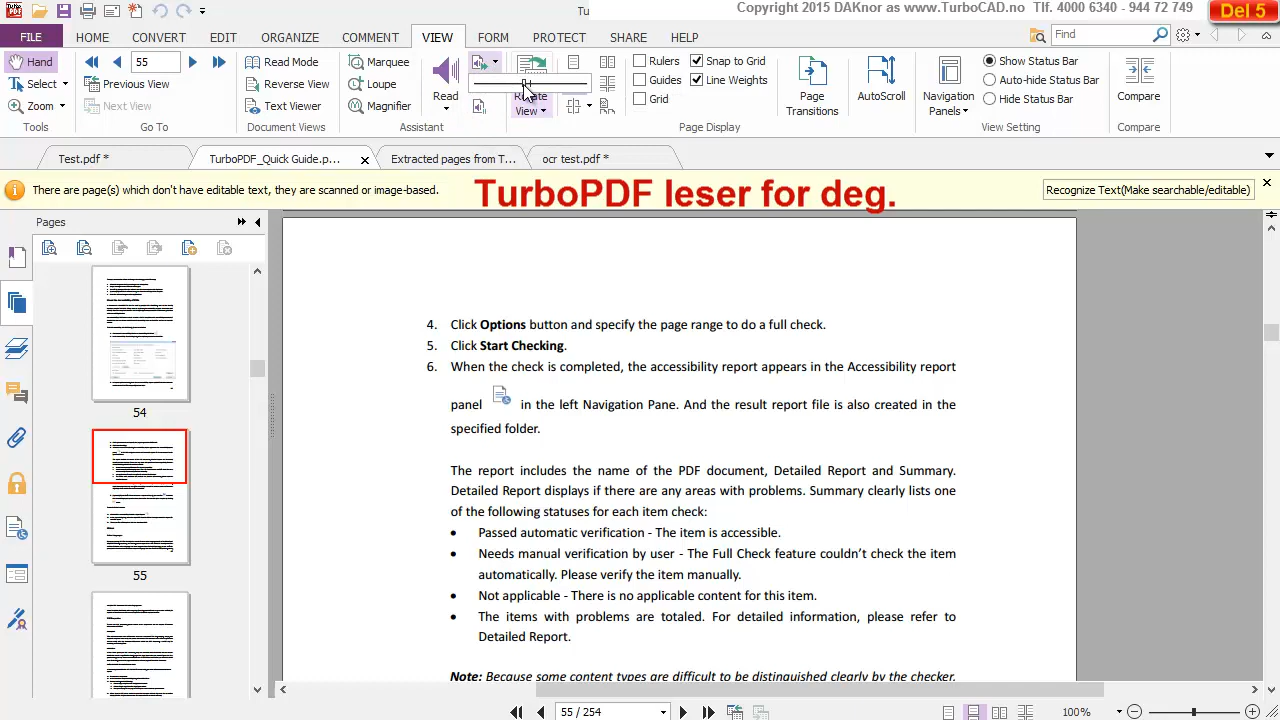 Tu
Copyright 2015 DAKnor as www.TurboCAD.no Tlf. 4000 6340 - 944 72 749
Del 5
FILE HOME CONVERT EDIT ORGANIZE COMMENT VIEW FORM PROTECT SHARE HELP
Find
Hand
Select
Zoom
Tools
55
Previous View
Next View
Go To
Read Mode
Reverse View
Text Viewer
Document Views
Marquee
Loupe
Magnifier
Read
Assistant
Rotate
View
Rulers
Guides
Grid
Snap to Grid
Line Weights
Page Display
Page
Transitions
AutoScroll
Navigation
Panels
Show Status Bar
Auto-hide Status Bar
Hide Status Bar
View Setting
Compare
Compare
Test.pdf *
TurboPDF_Quick Guide.p...
Extracted pages from T...
ocr test.pdf *
There are page(s) which don't have editable text, they are scanned or image-based.
TurboPDF leser for deg.
Recognize Text(Make searchable/editable)
Pages
54
55
4. Click Options button and specify the page range to do a full check.
5. Click Start Checking.
6. When the check is completed, the accessibility report appears in the Accessibility report
panel in the left Navigation Pane. And the result report file is also created in the
specified folder.
The report includes the name of the PDF document, Detailed Report and Summary.
Detailed Report displays if there are any areas with problems. Summary clearly lists one
of the following statuses for each item check:
• Passed automatic verification - The item is accessible.
• Needs manual verification by user - The Full Check feature couldn't check the item
automatically. Please verify the item manually.
• Not applicable - There is no applicable content for this item.
• The items with problems are totaled. For detailed information, please refer to
Detailed Report.
Note: Because some content types are difficult to be distinguished clearly by the checker,
55 / 254
100%